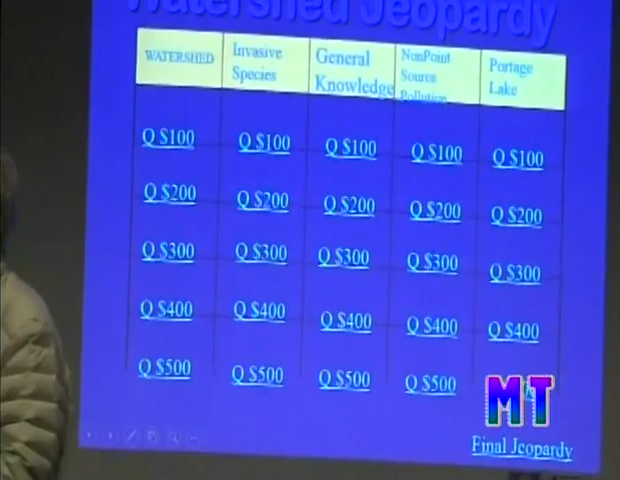 Watershed Jeopardy
WATERSHED
Invasive
Species
General
Knowledge
NonPoint
Source
Pollution
Portage
Lake
Q $100 Q $100 Q $100 Q $100 Q $100
Q $200 Q $200 Q $200 Q $200 Q $200
Q $300 Q $300 Q $300 Q $300 Q $300
Q $400 Q $400 Q $400 Q $400 Q $400
Q $500 Q $500 Q $500 Q $500
MT
Final Jeopardy